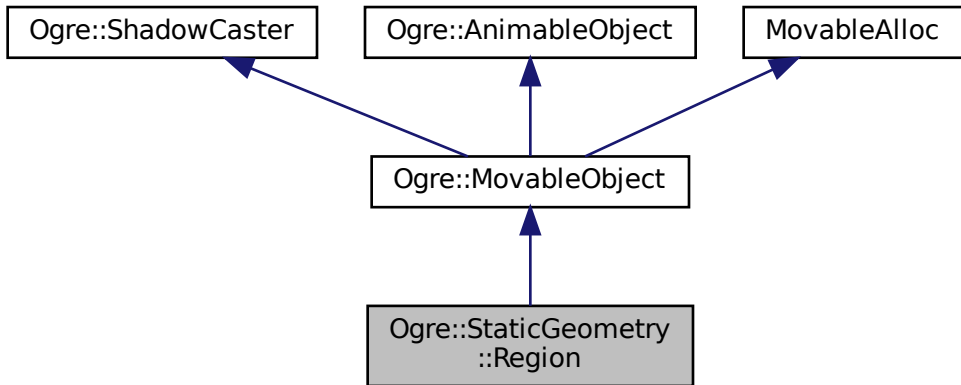 Ogre::ShadowCaster
Ogre::AnimableObject
MovableAlloc
Ogre::MovableObject
Ogre::StaticGeometry
::Region